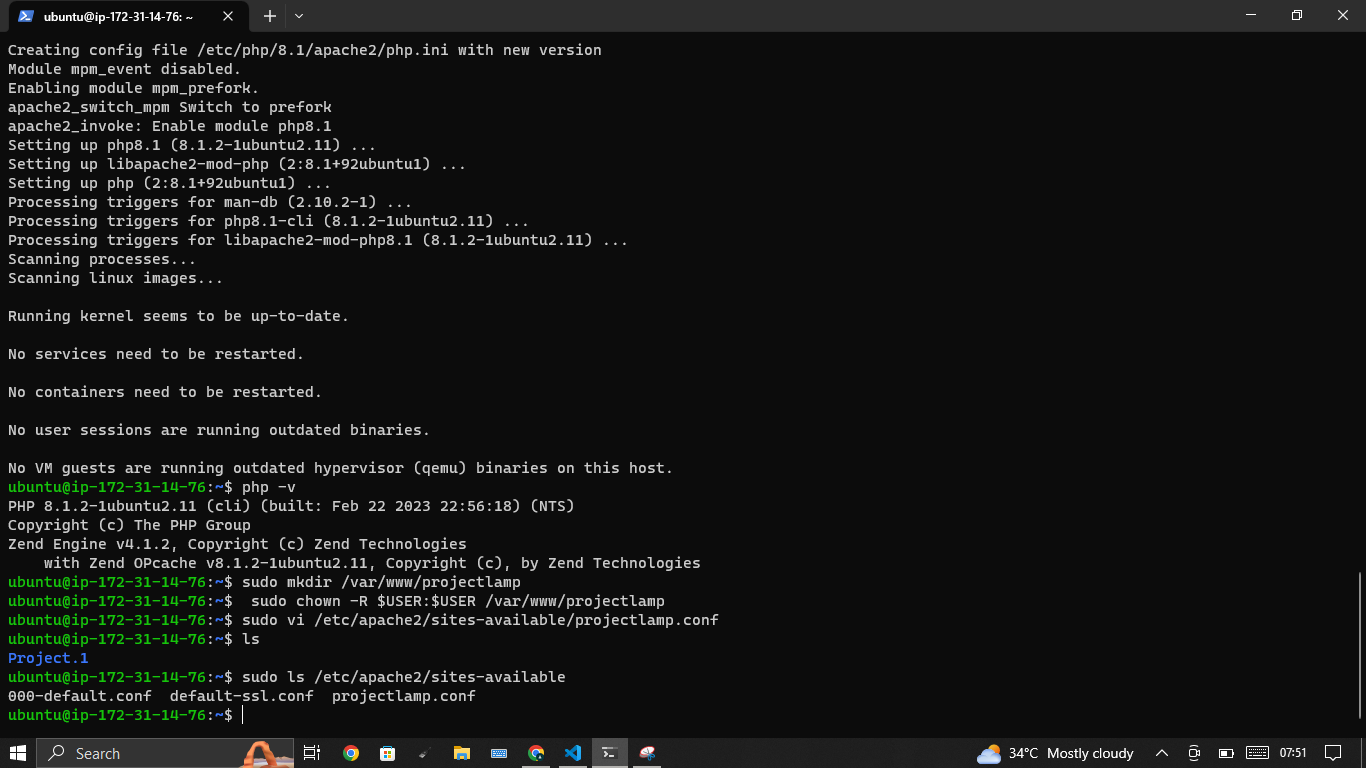 ubuntu@ip-172-31-14-76: ~
Creating config file /etc/php/8.1/apache2/php.ini with new version
Module mpm_event disabled.
Enabling module mpm_prefork.
apache2_switch_mpm Switch to prefork
apache2_invoke: Enable module php8.1
Setting up php8.1 (8.1.2-1ubuntu2.11) ...
Setting up libapache2-mod-php (2:8.1+92ubuntu1) ...
Setting up php (2:8.1+92ubuntu1) ...
Processing triggers for man-db (2.10.2-1) ...
Processing triggers for php8.1-cli (8.1.2-1ubuntu2.11) ...
Processing triggers for libapache2-mod-php8.1 (8.1.2-1ubuntu2.11) ...
Scanning processes...
Scanning linux images...
Running kernel seems to be up-to-date.
No services need to be restarted.
No containers need to be restarted.
No user sessions are running outdated binaries.
No VM guests are running outdated hypervisor (qemu) binaries on this host.
ubuntu@ip-172-31-14-76:~$ php -v
PHP 8.1.2-1ubuntu2.11 (cli) (built: Feb 22 2023 22:56:18) (NTS)
Copyright (c) The PHP Group
Zend Engine v4.1.2, Copyright (c) Zend Technologies
    with Zend OPcache v8.1.2-1ubuntu2.11, Copyright (c), by Zend Technologies
ubuntu@ip-172-31-14-76:~$ sudo mkdir /var/www/projectlamp
ubuntu@ip-172-31-14-76:~$  sudo chown -R $USER:$USER /var/www/projectlamp
ubuntu@ip-172-31-14-76:~$ sudo vi /etc/apache2/sites-available/projectlamp.conf
ubuntu@ip-172-31-14-76:~$ ls
Project.1
ubuntu@ip-172-31-14-76:~$ sudo ls /etc/apache2/sites-available
000-default.conf  default-ssl.conf  projectlamp.conf
ubuntu@ip-172-31-14-76:~$
Search
34°C Mostly cloudy
07:51